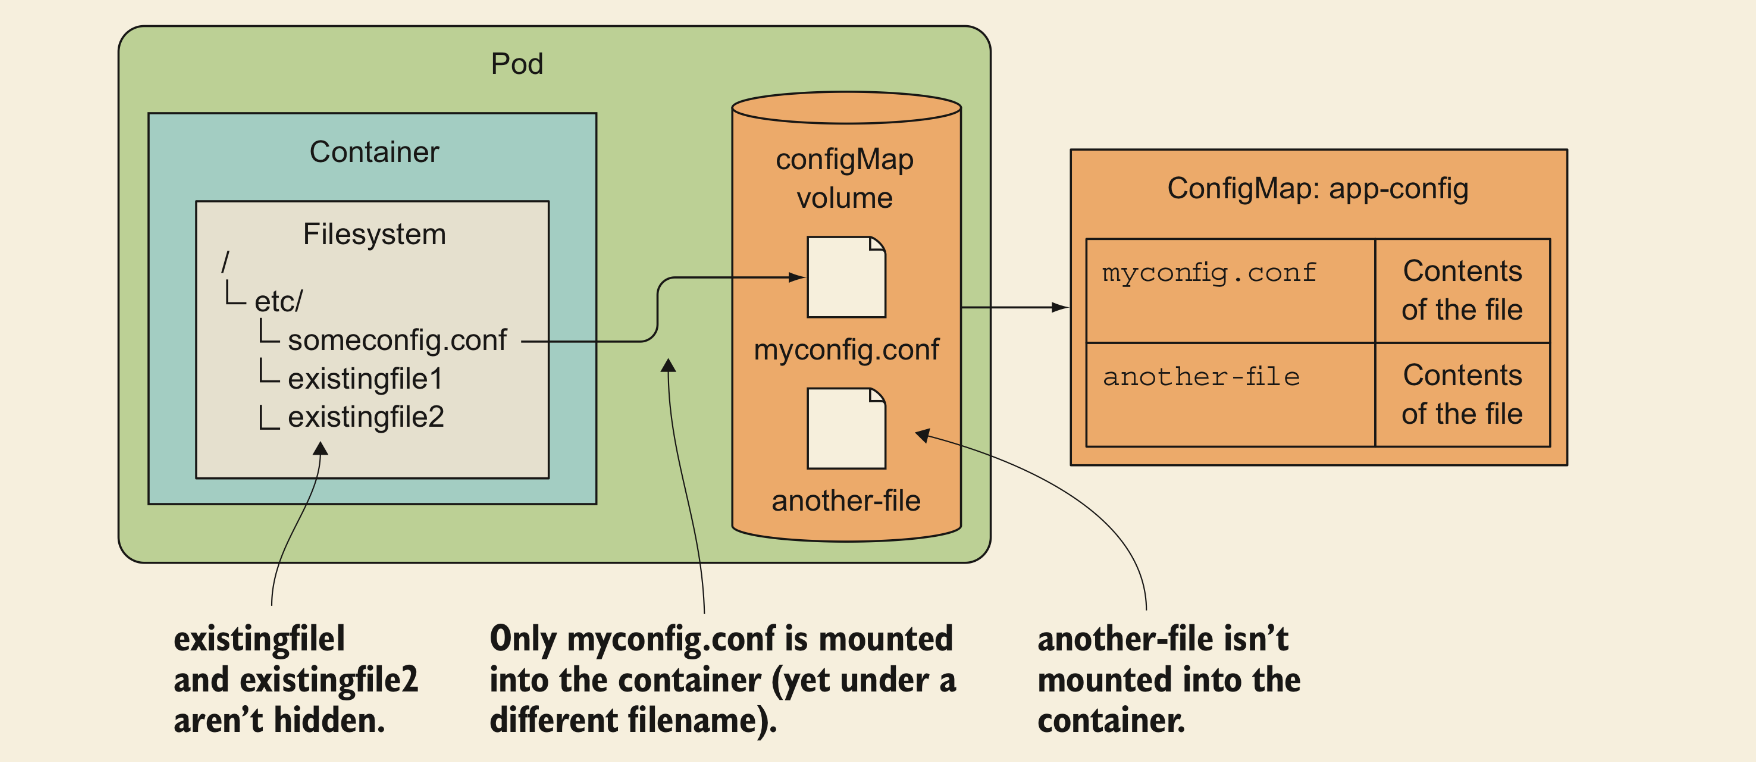 Pod
Container
Filesystem
/
etc/
someconfig.conf
existingfile1
existingfile2
configMap
volume
myconfig.conf
another-file
ConfigMap: app-config
myconfig.conf
Contents
of the file
another-file
Contents
of the file
existingfile1
and existingfile2
aren't hidden.
Only myconfig.conf is mounted
into the container (yet under a
different filename).
another-file isn't
mounted into the
container.